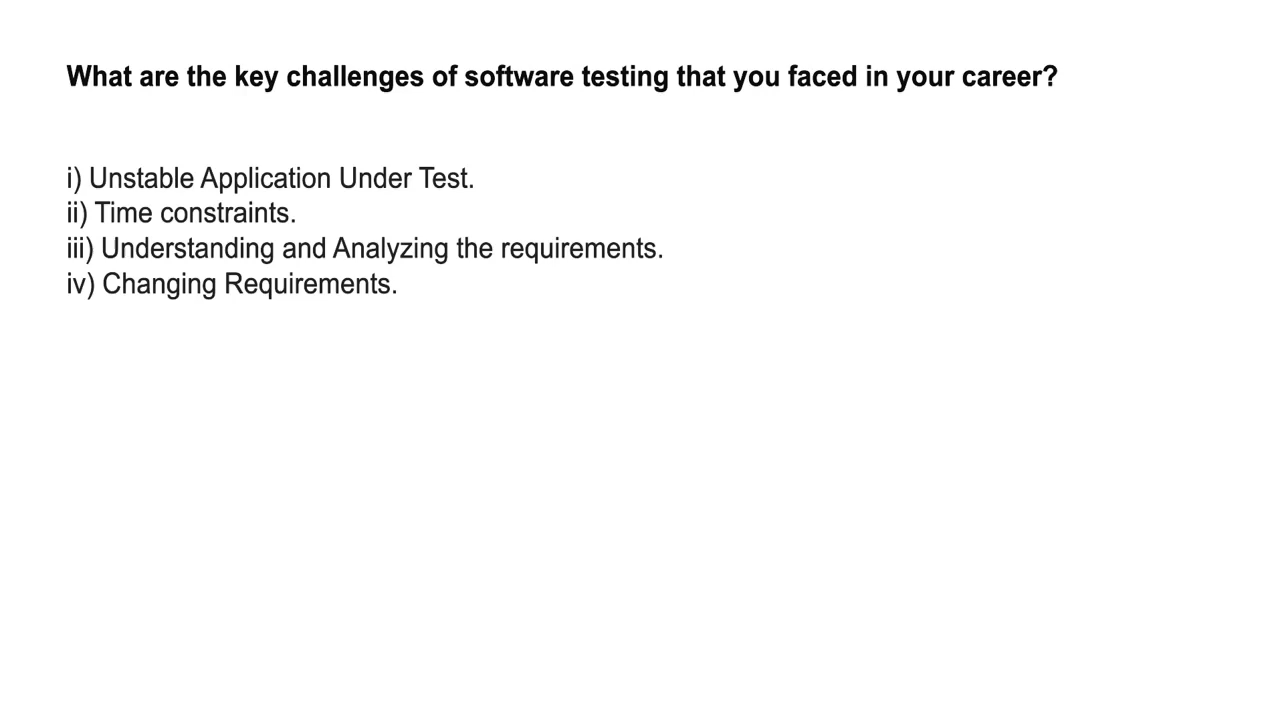 What are the key challenges of software testing that you faced in your career?
i) Unstable Application Under Test.
ii) Time constraints.
iii) Understanding and Analyzing the requirements.
iv) Changing Requirements.